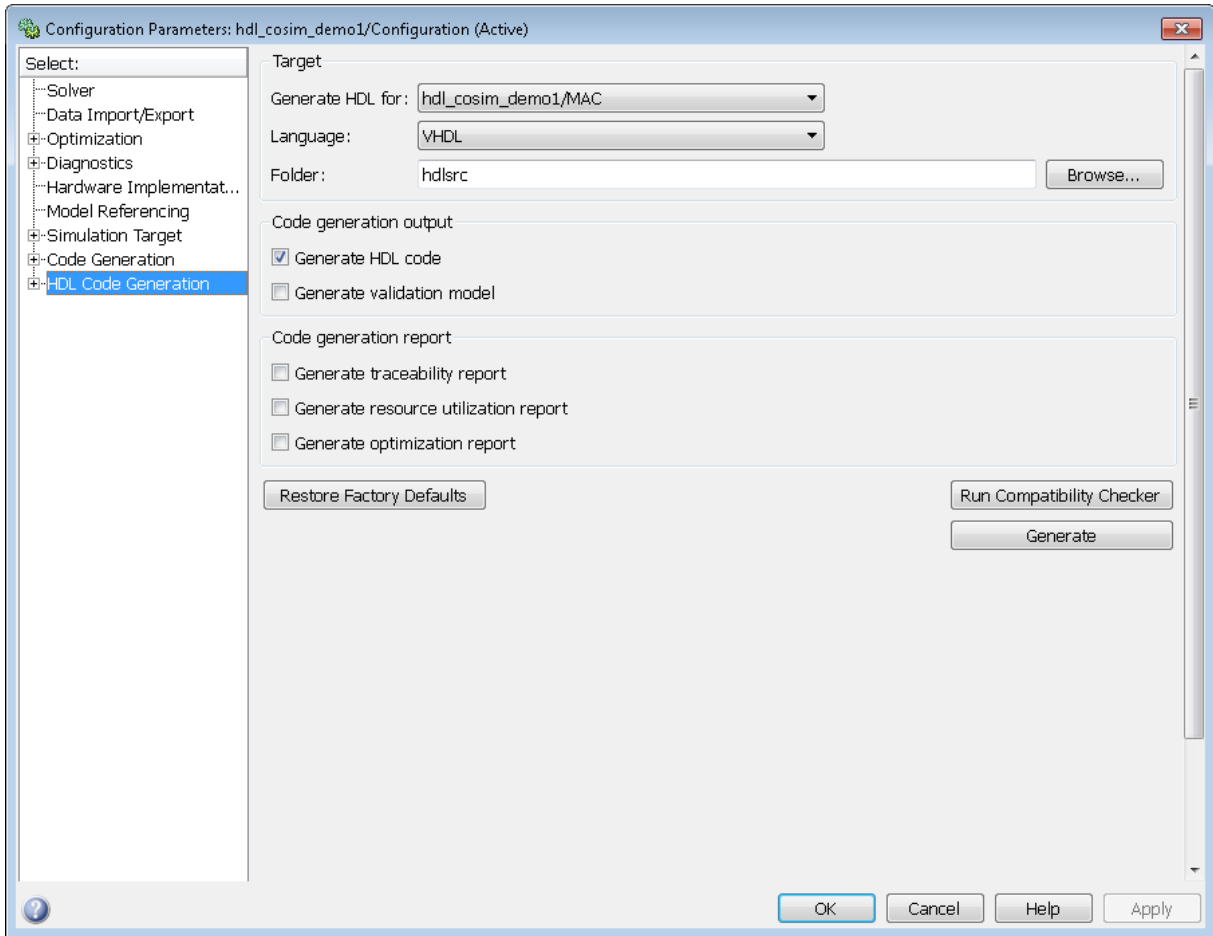 Configuration Parameters: hdl_cosim_demo1/Configuration (Active)
Select:
Solver
Data Import/Export
Optimization
Diagnostics
Hardware Implementat...
Model Referencing
Simulation Target
Code Generation
HDL Code Generation
Target
Generate HDL for: hdl_cosim_demo1/MAC
Language: VHDL
Folder: hdlsrc Browse...
Code generation output
Generate HDL code
Generate validation model
Code generation report
Generate traceability report
Generate resource utilization report
Generate optimization report
Restore Factory Defaults Run Compatibility Checker
Generate
OK Cancel Help Apply